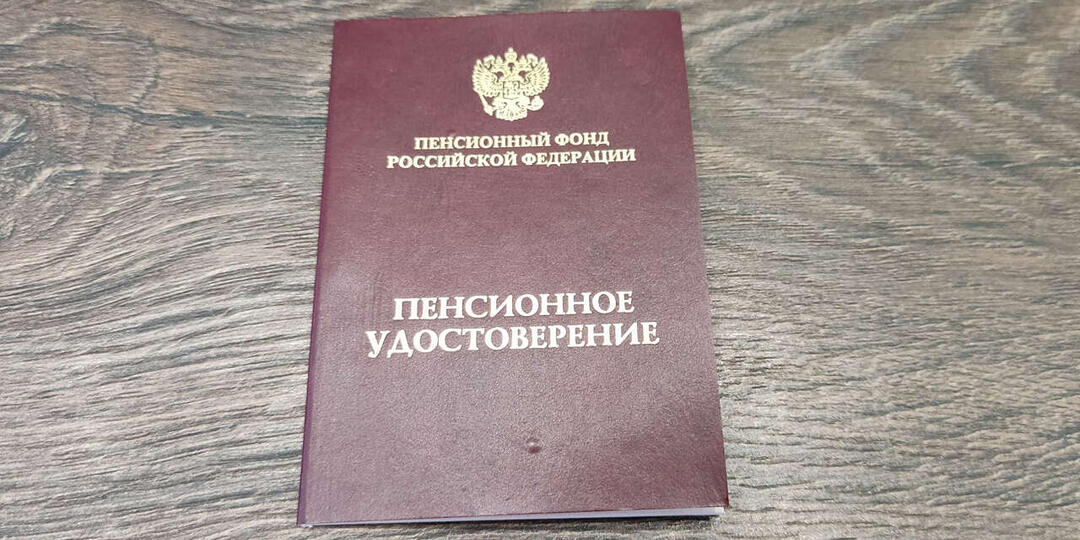 ПЕНСИОННЫЙ ФОНД
РОССИЙСКОЙ ФЕДЕРАЦИИ
ПЕНСИОННОЕ
УДОСТОВЕРЕНИЕ